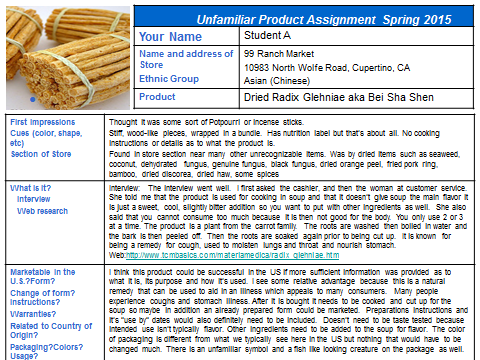 Unfamiliar Product Assignment Spring 2015
Your Name
Student A
Name and address of
Store
Ethnic Group
99 Ranch Market
10983 North Wolfe Road, Cupertino, CA
Asian (Chinese)
Product
Dried Radix Glehniae aka Bei Sha Shen
First Impressions
Cues (color, shape,
etc)
Section of Store
Thought it was some sort of Potpourri or Incense sticks.
Stiff, wood-like pieces, wrapped in a bundle. Has nutrition label but that's about all. No cooking
instructions or details as to what the product is.
Found in store section near many other unrecognizable items. Was by dried items such as seaweed,
coconut, dehydrated fungus, genuine fungus, black fungus, dried orange peel, fried pork ring,
bamboo, dried discorea, dried haw, some spices
What is it?
Interview
Web research
Interview: The interview went well. I first asked the cashier, and then the woman at customer service.
She told me that the product is used for cooking in soup and that it doesn't give soup the main flavor it
is just a sweet, cool, slightly bitter addition so you want to put with other ingredients as well. She also
said that you cannot consume too much because it is then not good for the body. You only use 2 or 3
at a time. The product is a plant from the carrot family. The roots are washed then boiled in water and
the bark is then peeled off. Then the roots are soaked again prior to being cut up. It is known for
being a remedy for cough, used to moisten lungs and throat and nourish stomach.
Web:http://www.tcmbasics.com/materiamedica/radix_glehniae.htm
Marketable in the
U.S.?Form?
Change of form?
Instructions?
Warranties?
Related to Country of
Origin?
Packaging?Colors?
Usage?
I think this product could be successful in the US if more sufficient information was provided as to
what it is, its purpose and how it's used. I see some relative advantage because this is a natural
remedy that can be used to aid in an illness which appeals to many consumers. Many people
experience coughs and stomach illness. After it is bought it needs to be cooked and cut up for the
soup so maybe in addition an already prepared form could be marketed. Preparations Instructions and
it's "use by" dates would also definitely need to be included. Doesn't need to be taste tested because
intended use isn't typically flavor. Other ingredients need to be added to the soup for flavor. The color
of packaging is different from what we typically see here in the US but nothing that would have to be
changed much. There is an unfamiliar symbol and a fish like looking creature on the package as well.